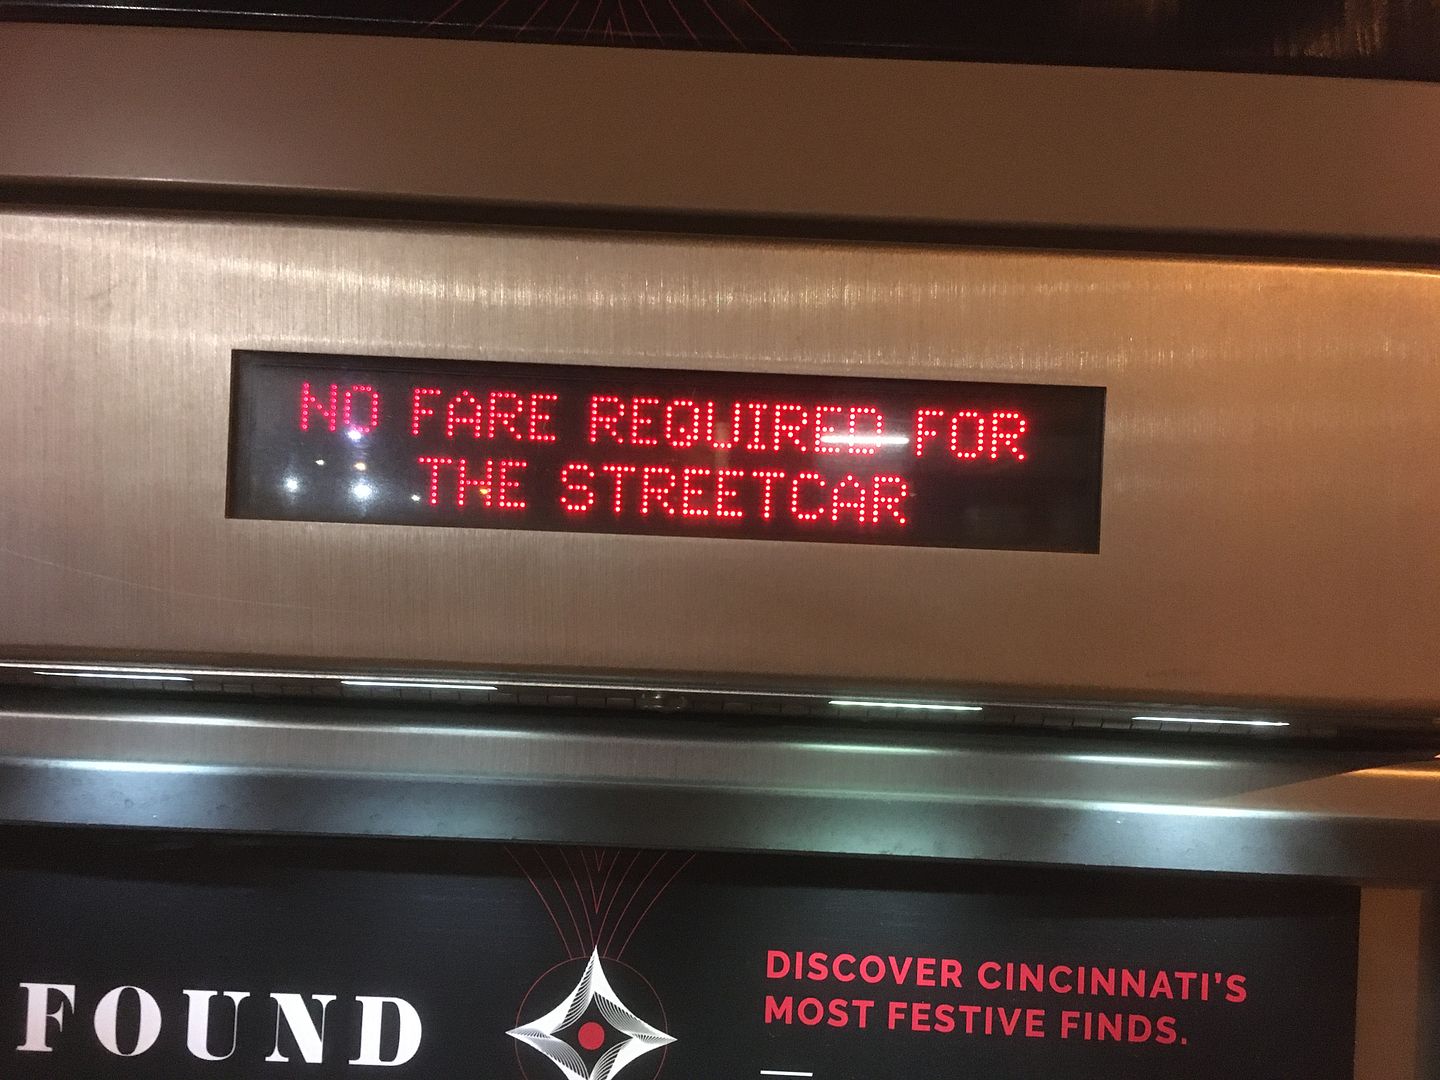 NO FARE REQUIRED FOR
THE STREETCAR
FOUND
DISCOVER CINCINNATI'S
MOST FESTIVE FINDS.